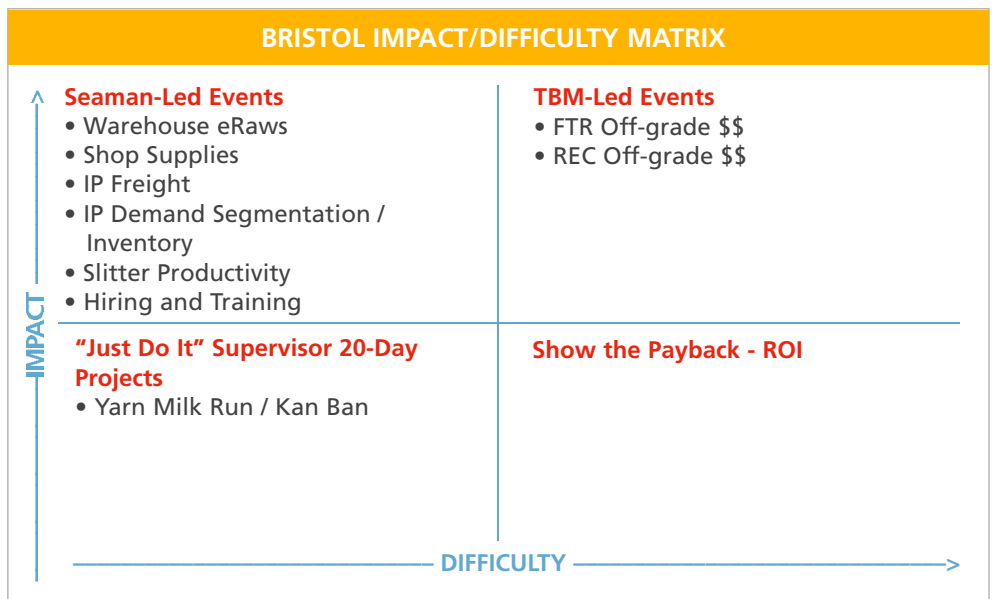 BRISTOL IMPACT/DIFFICULTY MATRIX
Seaman-Led Events
• Warehouse eRaws
• Shop Supplies
• IP Freight
• IP Demand Segmentation /
Inventory
• Slitter Productivity
• Hiring and Training
TBM-Led Events
• FTR Off-grade $$
• REC Off-grade $$
IMPACT
“Just Do It” Supervisor 20-Day
Projects
• Yarn Milk Run / Kan Ban
Show the Payback - ROI
DIFFICULTY